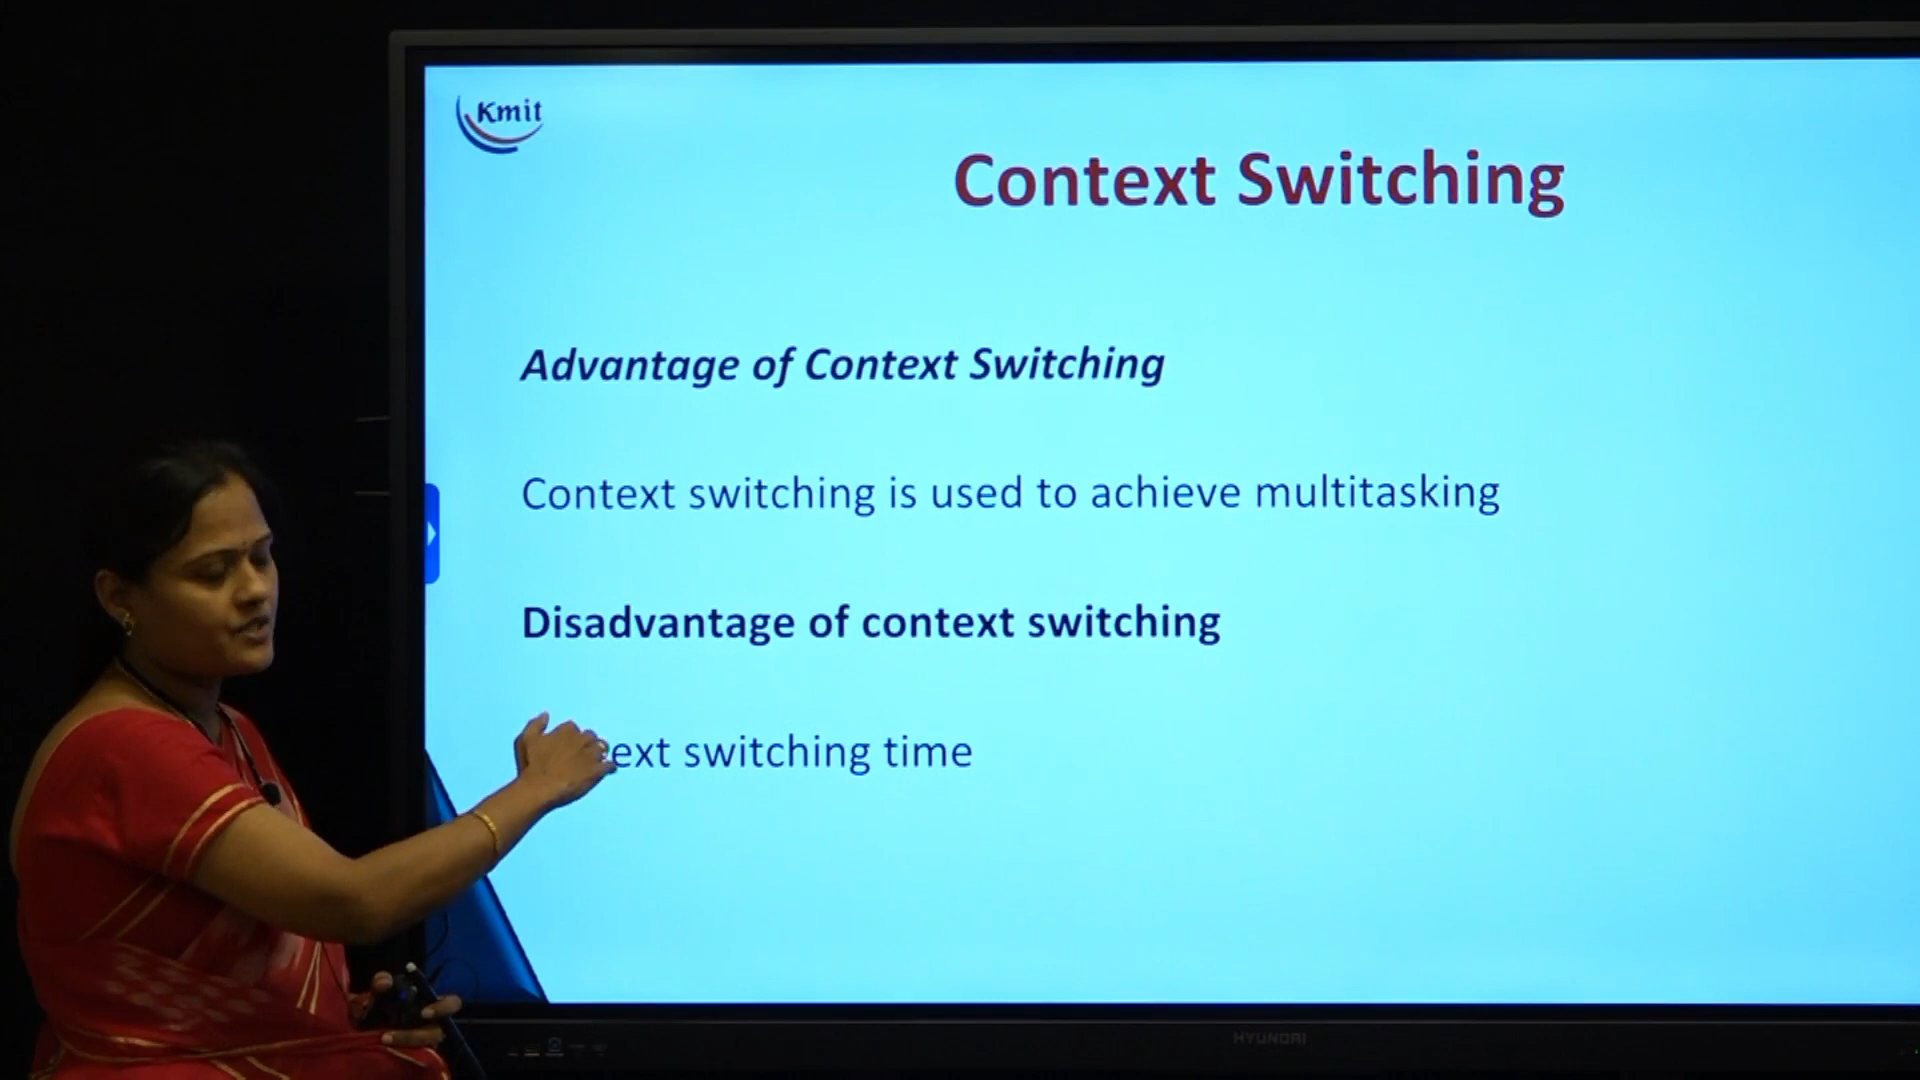 Kmit
Context Switching
Advantage of Context Switching
Context switching is used to achieve multitasking
Disadvantage of context switching
switching time
HYUNDAI